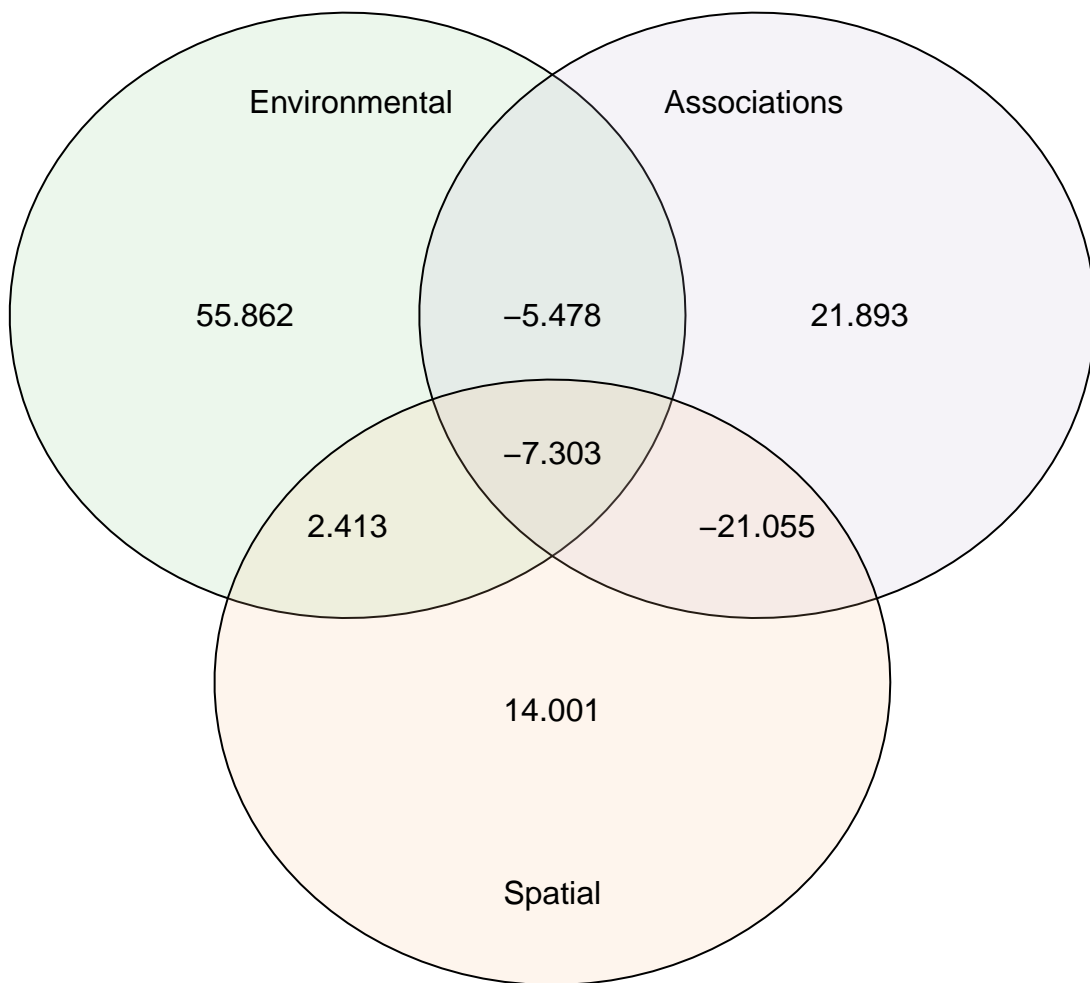 Environmental Associations
55.862 −5.478 21.893
−7.303
2.413 −21.055
14.001
Spatial